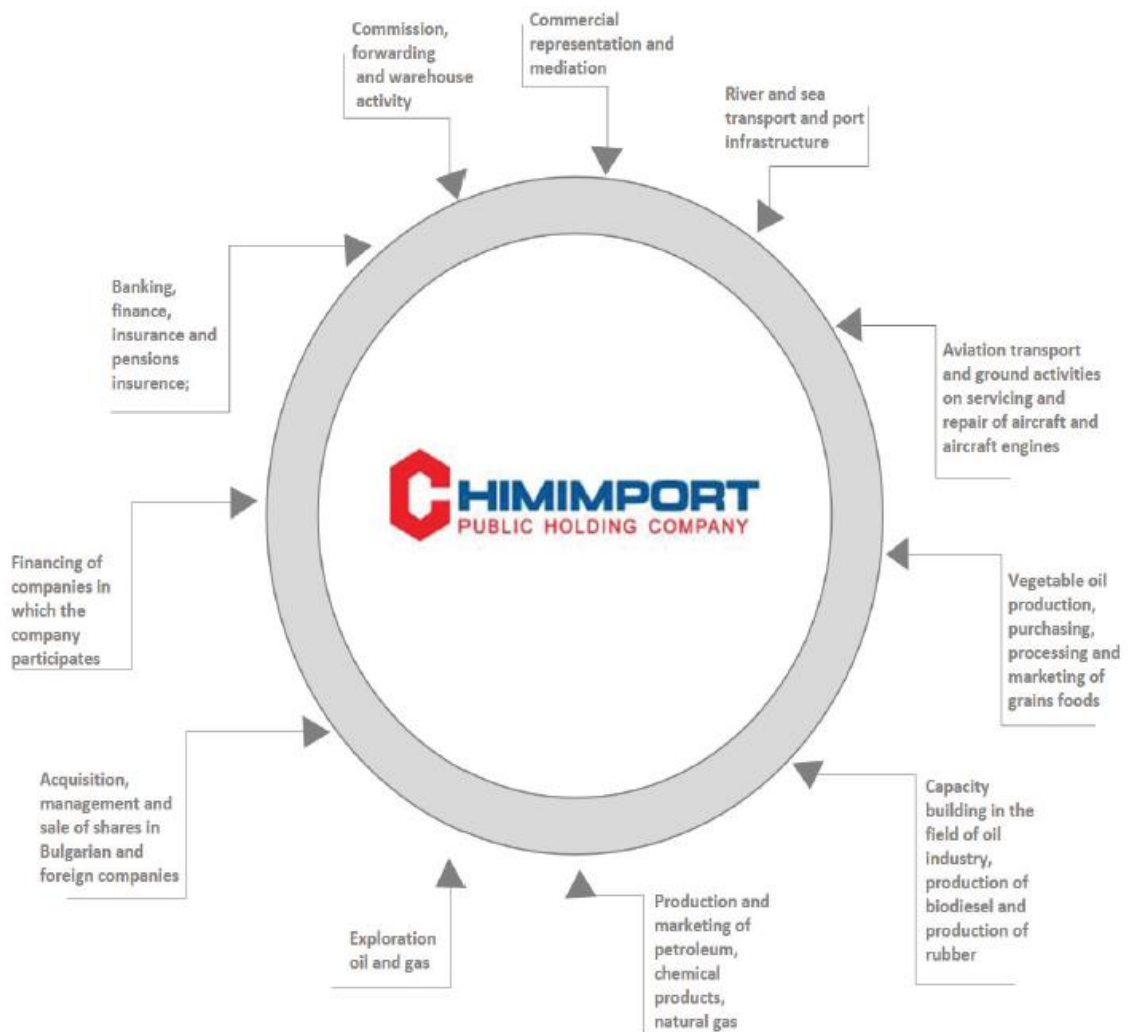 Commission,
forwarding
and warehouse
activity
Commercial
representation and
mediation
River and sea
transport and port
infrastructure
Banking,
finance,
insurance and
pensions
insurence;
Aviation transport
and ground activities
on servicing and
repair of aircraft and
aircraft engines
CHIMIMPORT
PUBLIC HOLDING COMPANY
Financing of
companies in
which the
company
participates
Vegetable oil
production,
purchasing,
processing and
marketing of
grains foods
Acquisition,
management and
sale of shares in
Bulgarian and
foreign companies
Capacity
building in the
field of oil
industry,
production of
biodiesel and
production of
rubber
Exploration
oil and gas
Production and
marketing of
petroleum,
chemical
products,
natural gas